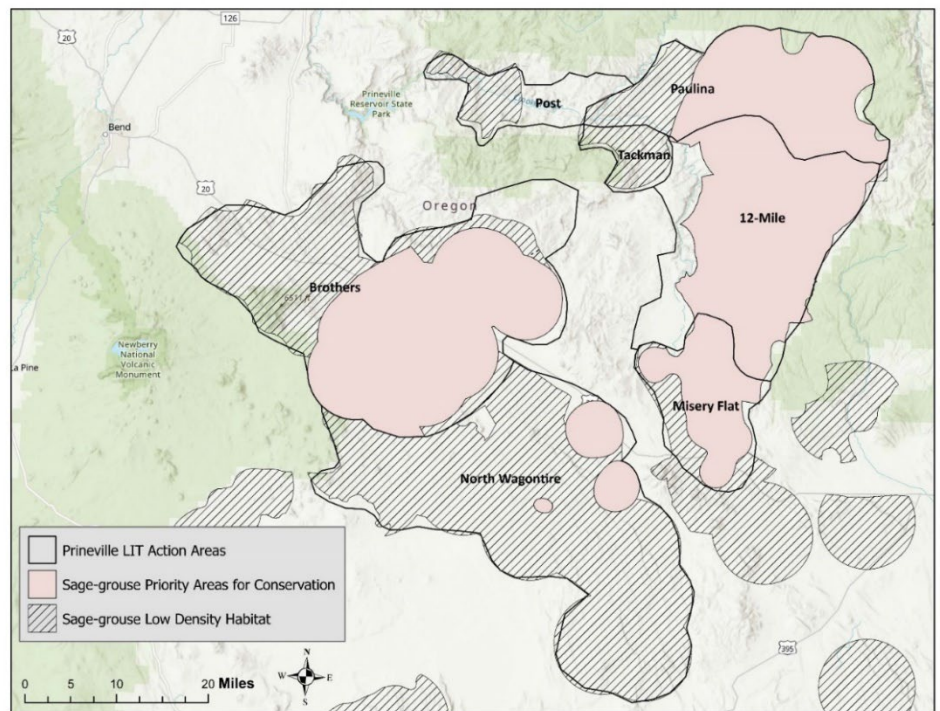 126
20
Prineville
Reservoir State
Park
Post
Paulina
Bend
Tackman
20
Oregon
12-Mile
Brothers
6511 ft
Newberry
National
Volcanic
Monument
a Pine
Misery Flat
North Wagontire
Prineville LIT Action Areas
Sage-grouse Priority Areas for Conservation
Sage-grouse Low Density Habitat
395
N
W E
S
0 5 10 20 Miles